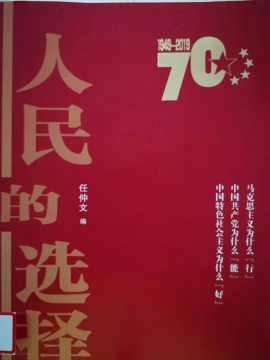 1949-2019
70
人民的选择
任仲文 编
马克思主义为什么“行”
中国共产党为什么“能”
中国特色社会主义为什么“好”